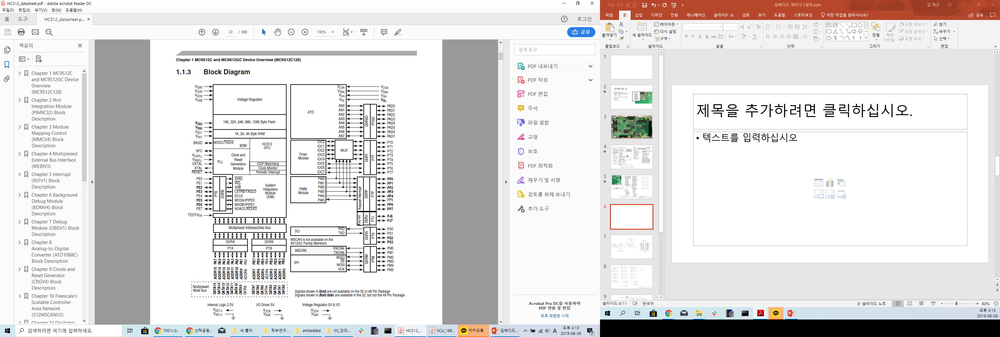 HCS12_datasheet.pdf - Adobe Acrobat Reader DC
파일(F) 편집(E) 보기(V) 창(W) 도움말(H)
홈 도구 HCS12_datasheet.p... 로그인
20 / 690 100% 공유
책갈피
Chapter 1 MC9S12C
and MC9S12GC Device
Overview
(MC9S12C128)
Chapter 2 Port
Integration Module
(PIM9C32) Block
Description
Chapter 3 Module
Mapping Control
(MMCV4) Block
Description
Chapter 4 Multiplexed
External Bus Interface
(MEBIV3)
Chapter 5 Interrupt
(INTV1) Block
Description
Chapter 6 Background
Debug Module
(BDMV4) Block
Description
Chapter 7 Debug
Module (DBGV1) Block
Description
Chapter 8
Analog-to-Digital
Converter (ATD10B8C)
Block Description
Chapter 9 Clocks and
Reset Generator
(CRGV4) Block
Description
Chapter 10 Freescale's
Scalable Controller
Area Network
(S12MSCANV2)
Chapter 11 Oscillator
Chapter 1 MC9S12C and MC9S12GC Device Overview (MC9S12C128)
1.1.3 Block Diagram
VSSR
VDDR
VDDX
VSSX
Voltage Regulator
16K, 32K, 64K, 96K, 128K Byte Flash
VDD2
VSS2
VDD1
VSS1
1K, 2K, 4K Byte RAM
BKGD
MODC/TAGHI
BDM
HCS12
CPU
XFC
VDDPLL
VSSPLL
EXTAL
XTAL
RESET
PLL
Clock and
Reset
Generation
Module
COP Watchdog
Clock Monitor
Periodic Interrupt
PE0
PE1
PE2
PE3
PE4
PE5
PE6
PE7
TEST/VPP
PTE
DDRE
XIRQ
IRQ
R/W
LSTRB/TAGLO
ECLK
MODA/IPIPE0
MODB/IPIPE1
NOACC/XCLKS
System
Integration
Module
(SIM)
Multiplexed Address/Data Bus
DDRA DDRB
PTA PTB
PA7 PA6 PA5 PA4 PA3 PA2 PA1 PA0 PB7 PB6 PB5 PB4 PB3 PB2 PB1 PB0
ADDR15 ADDR14 ADDR13 ADDR12 ADDR11 ADDR10 ADDR9 ADDR8 ADDR7 ADDR6 ADDR5 ADDR4 ADDR3 ADDR2 ADDR1 ADDR0
Multiplexed
Wide Bus
DATA15 DATA14 DATA13 DATA12 DATA11 DATA10 DATA9 DATA8 DATA7 DATA6 DATA5 DATA4 DATA3 DATA2 DATA1 DATA0
Internal Logic 2.5V
VDD1,2
VSS1,2
I/O Driver 5V
VDDX
VSSX
Voltage Regulator 5V & I/O
VDDR
VSSR
ATD
VDDA VDDA
VSSA VSSA
VRH VRH
VRL VRL
AN0 PAD0
AN1 PAD1
AN2 PAD2
AN3 PAD3
AN4 PAD4
AN5 PAD5
AN6 PAD6
AN7 PAD7
DDRAD PTAD
Timer
Module
MUX
IOC0 PT0
IOC1 PT1
IOC2 PT2
IOC3 PT3
IOC4 PT4
IOC5 PT5
IOC6 PT6
IOC7 PT7
DDRT PTT
PWM
Module
PW0 PP0
PW1 PP1
PW2 PP2
PW3 PP3
PW4 PP4
PW5 PP5
PP6
PP7
Keypad Interrupt DDRP PTP
Key Int DDRJ PTJ
PJ6
PJ7
SCI
RXD PS0
TXD PS1
PS2
PS3
DDRS PTS
MSCAN is not available on the
9S12GC Family Members
MSCAN
RXCAN PM0
TXCAN PM1
SPI
MISO PM2
SS PM3
MOSI PM4
SCK PM5
DDRM PTM
Signals shown in Bold are not available on the 52 or 48 Pin Package
Signals shown in Bold Italic are available in the 52, but not the 48 Pin Package
검색 도구
PDF 내보내기
PDF 작성
PDF 편집
주석
파일 결합
교정
보호
PDF 최적화
채우기 및 서명
검토를 위해 보내기
추가 도구
Acrobat Pro DC를 사용하여
PDF 변환 및 편집
무료 체험판 시작
검색하려면 여기에 입력하세요.
7001c.b... 산학공동... 새 폴더 학부연구... embedded 03_강의... HCS12_... ECU_16B... 카카오톡 임베디드...
A 오후 4:13
2019-06-26
7
자동 저장 임베디드 세미나 3일차.pptx 김 재근
파일 홈 삽입 디자인 전환 애니메이션 슬라이드 쇼 검토 보기 도움말 스토리보딩 어떤 작업을 원하시나요? 공유
붙여넣기
새 슬라이드
레이아웃
다시 설정
구역
정렬
빠른
스타일
도형 채우기
도형 윤곽선
도형 효과
찾기
바꾸기
선택
클립보드 슬라이드 글꼴 단락 그리기 편집
1
2
3
4
5
6
7
8
9
제목을 추가하려면 클릭하십시오.
• 텍스트를 입력하십시오
슬라이드 6/11 한국어 슬라이드 노트 80%
TALK
오후 4:13
2019-06-26